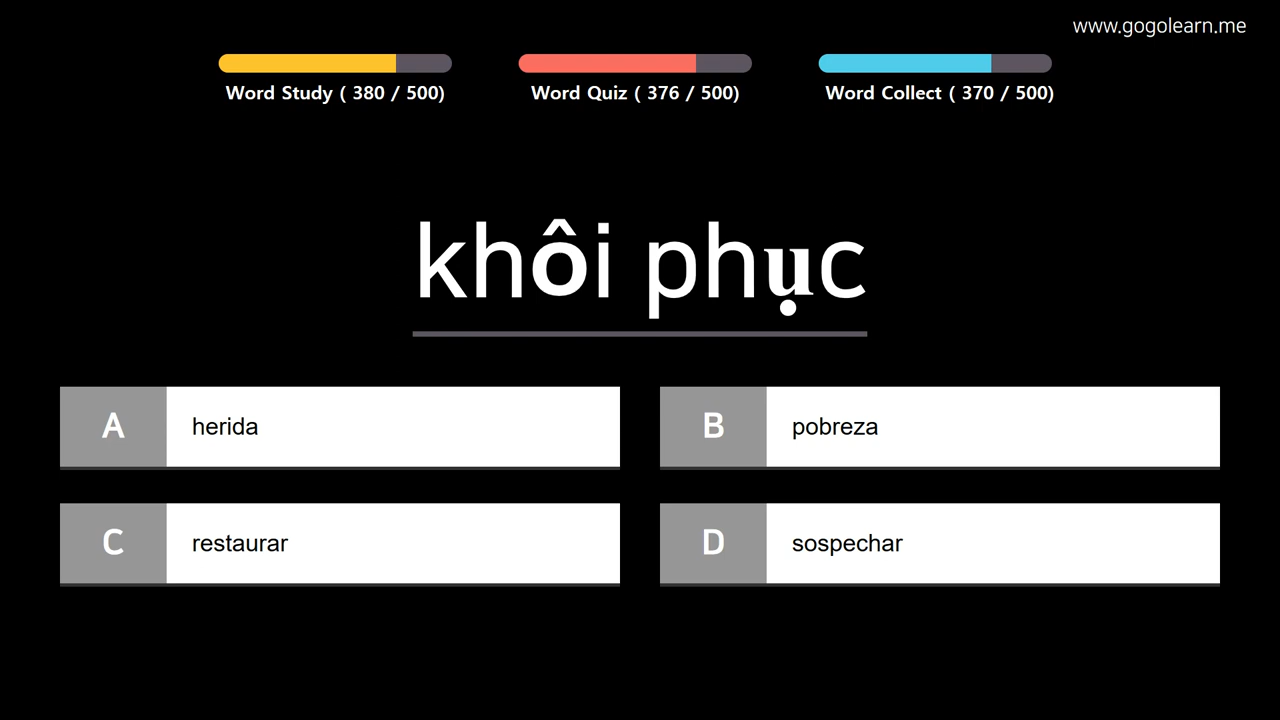 www.gogolearn.me
Word Study ( 380 / 500)
Word Quiz ( 376 / 500)
Word Collect ( 370 / 500)
khôi phục
A herida
B pobreza
C restaurar
D sospechar